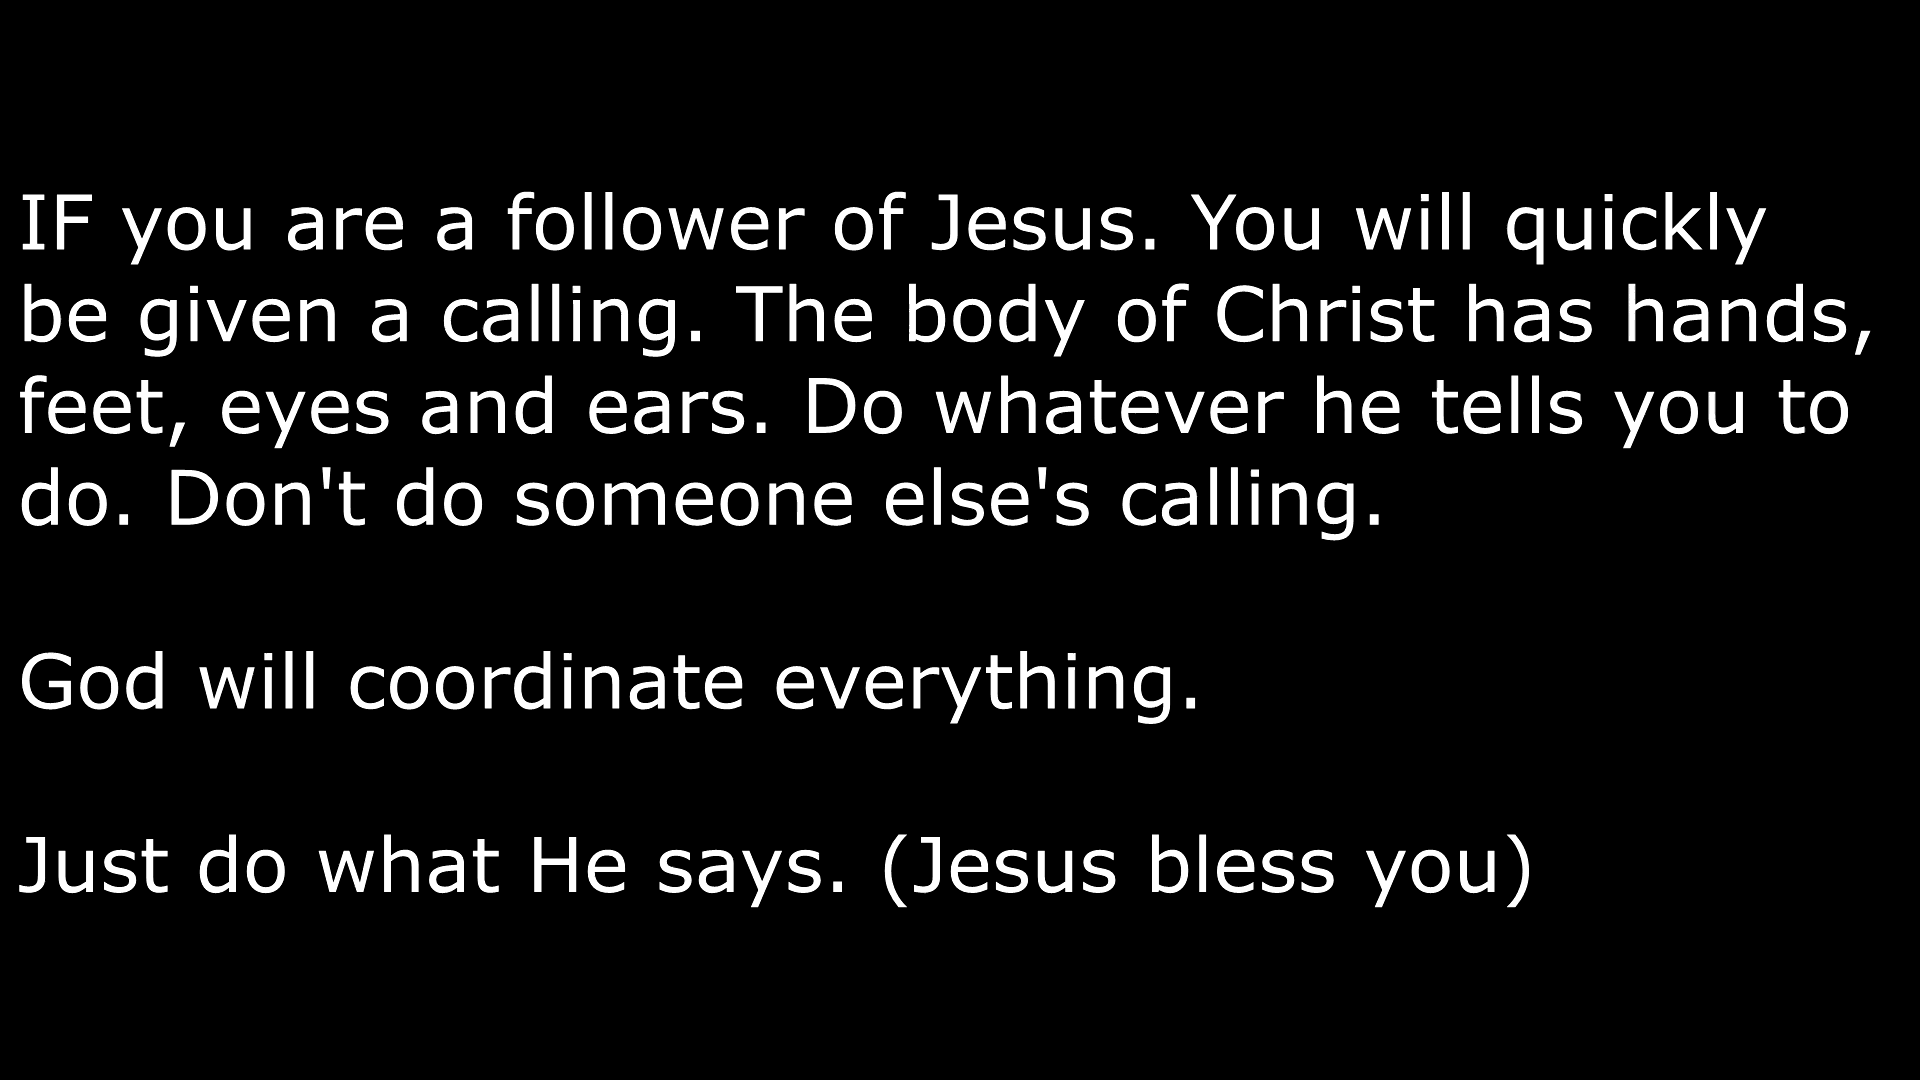 IF you are a follower of Jesus. You will quickly
be given a calling. The body of Christ has hands,
feet, eyes and ears. Do whatever he tells you to
do. Don't do someone else's calling.
God will coordinate everything.
Just do what He says. (Jesus bless you)